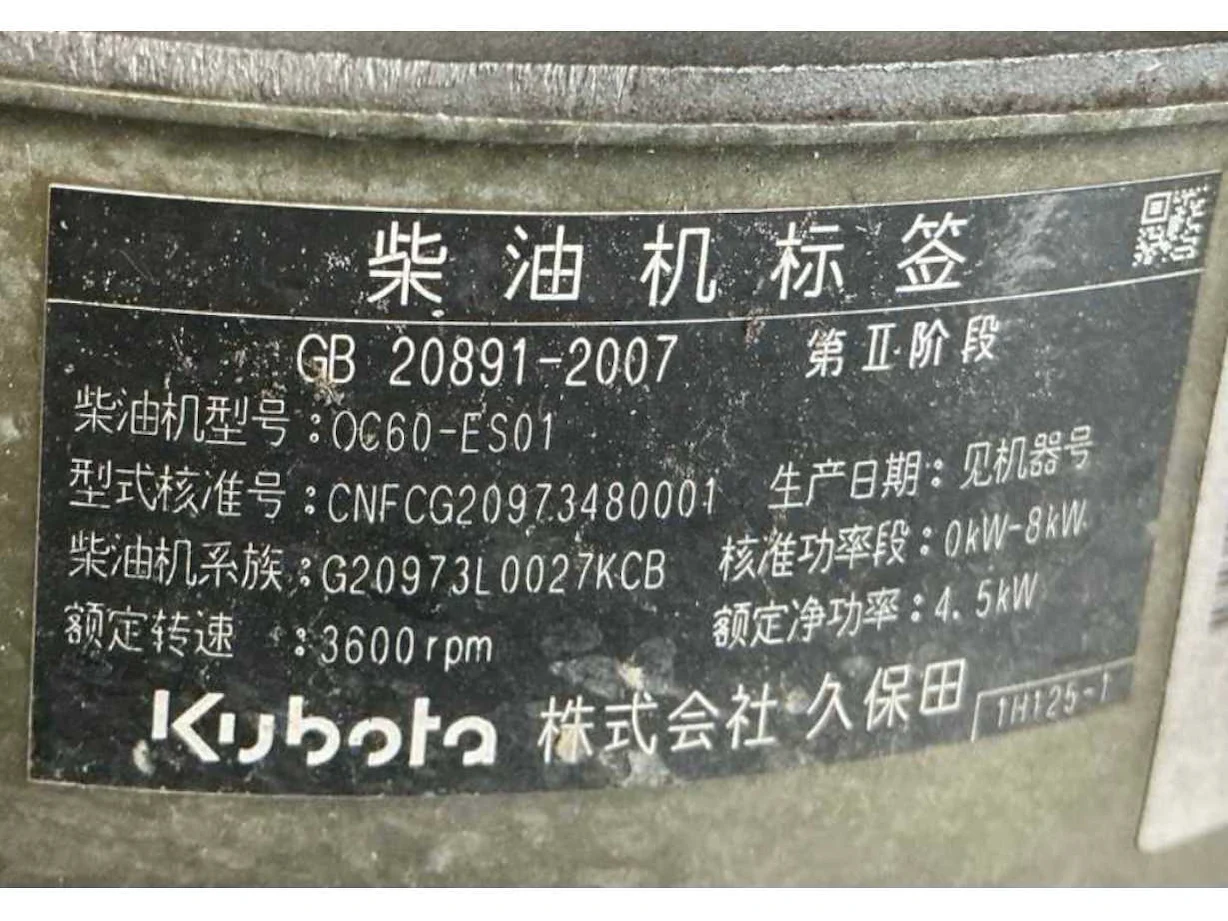 柴油机标签
GB 20891-2007 第Ⅱ阶段
柴油机型号:OC60-ES01
型式核准号:CNFCG20973480001 生产日期:见机器号
柴油机系族:G20973L0027KCB 核准功率段:0kW-8kW
额定转速 :3600rpm 额定净功率:4.5kW
Kubota 株式会社久保田 1H125-1